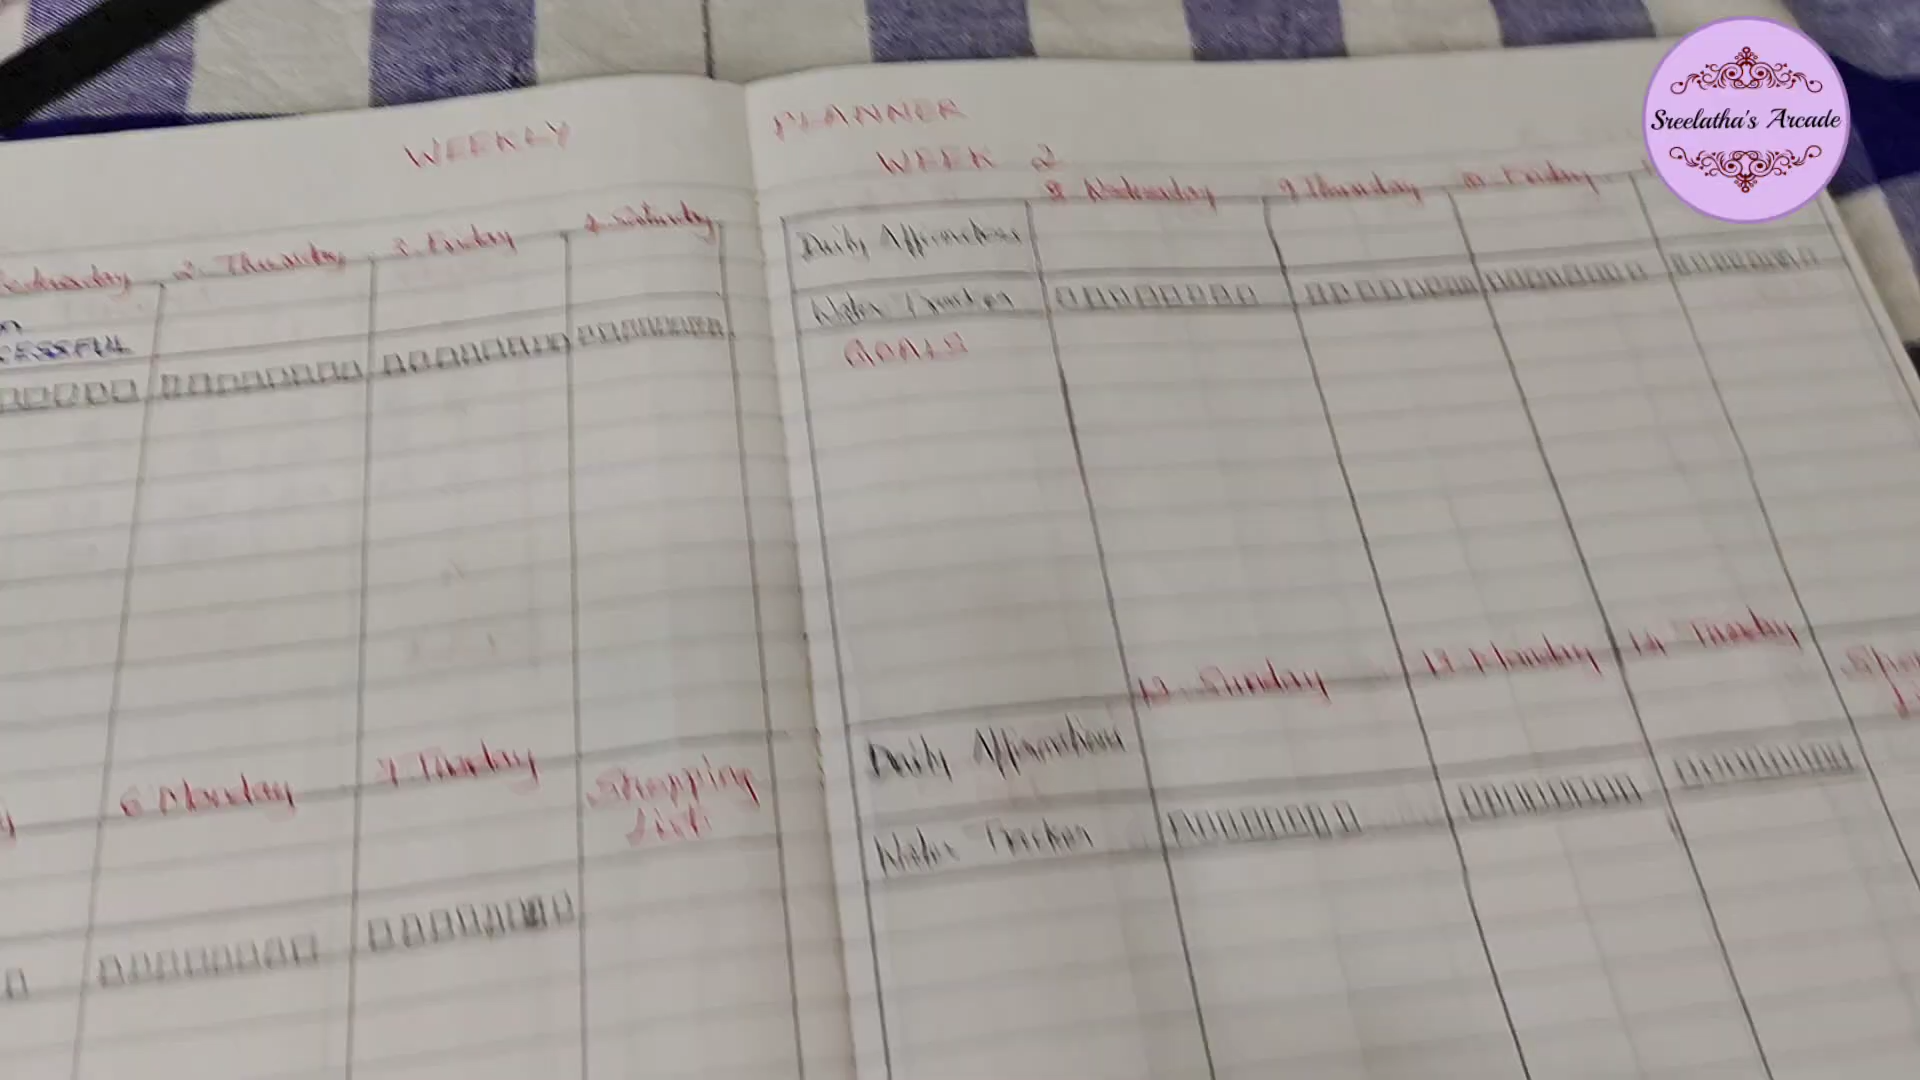 Sreelatha's Arcade
WEEKLY
2. Thursday 3. Friday 4. Saturday
6 Monday 7. Tuesday Shopping
List
PLANNER
WEEK 2
8 Wednesday 9 Thursday 10 Friday
Daily Affirmations
Water Tracker
GOALS
12. Sunday 13 Monday 14 Tuesday
Daily Affirmations
Water Tracker